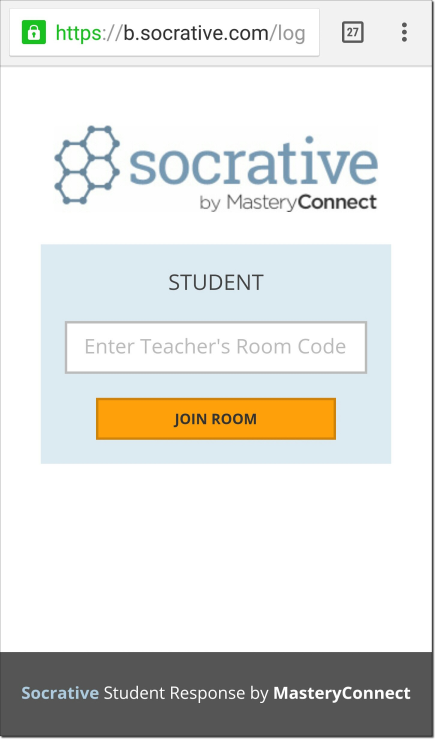 https://b.socrative.com/log
27
socrative
by MasteryConnect
STUDENT
Enter Teacher's Room Code
JOIN ROOM
Socrative Student Response by MasteryConnect